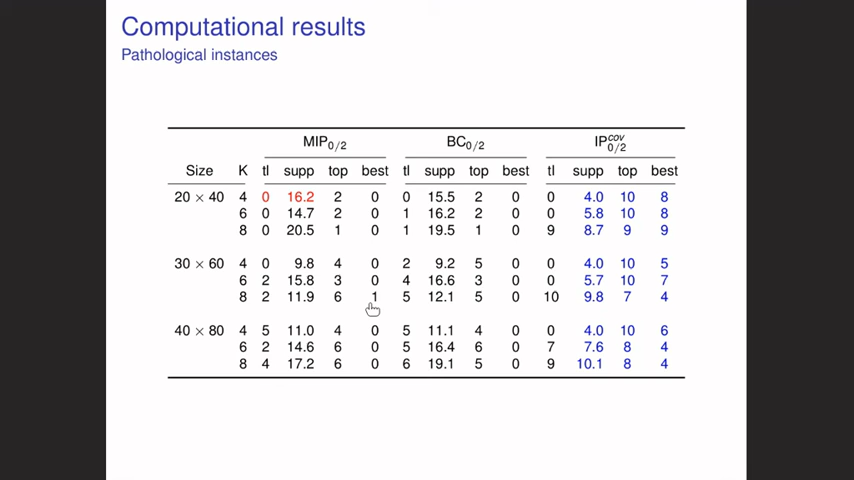 Computational results
Pathological instances
MIP0/2 BC0/2 IP0/2cov
Size K tl supp top best tl supp top best tl supp top best
20 × 40 4 0 16.2 2 0 0 15.5 2 0 0 4.0 10 8
6 0 14.7 2 0 1 16.2 2 0 0 5.8 10 8
8 0 20.5 1 0 1 19.5 1 0 9 8.7 9 9
30 × 60 4 0 9.8 4 0 2 9.2 5 0 0 4.0 10 5
6 2 15.8 3 0 4 16.6 3 0 0 5.7 10 7
8 2 11.9 6 1 5 12.1 5 0 10 9.8 7 4
40 × 80 4 5 11.0 4 0 5 11.1 4 0 0 4.0 10 6
6 2 14.6 6 0 5 16.4 6 0 7 7.6 8 4
8 4 17.2 6 0 6 19.1 5 0 9 10.1 8 4